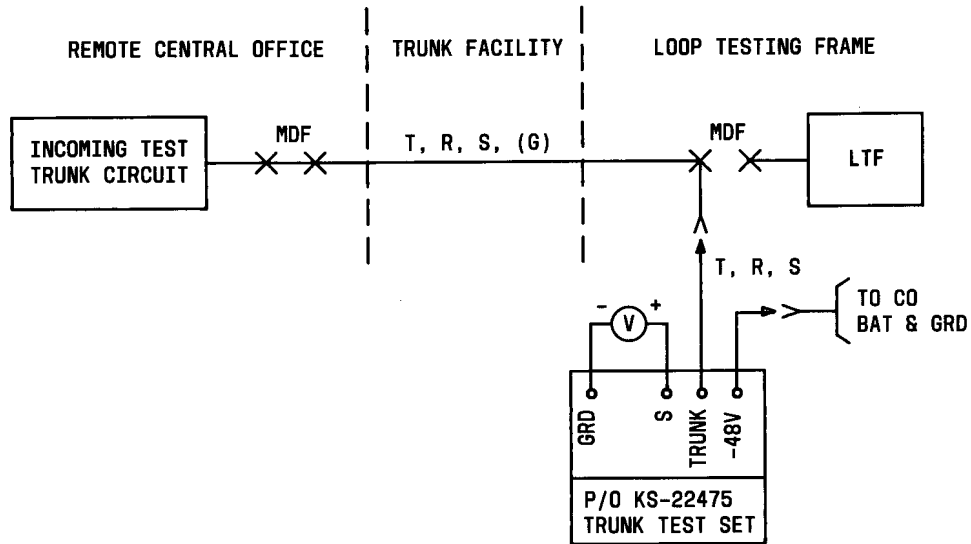 REMOTE CENTRAL OFFICE
TRUNK FACILITY
LOOP TESTING FRAME
INCOMING TEST
TRUNK CIRCUIT
MDF
T, R, S, (G)
MDF
LTF
T, R, S
TO CO
BAT & GRD
- V +
GRD
S
TRUNK
-48V
P/O KS-22475
TRUNK TEST SET